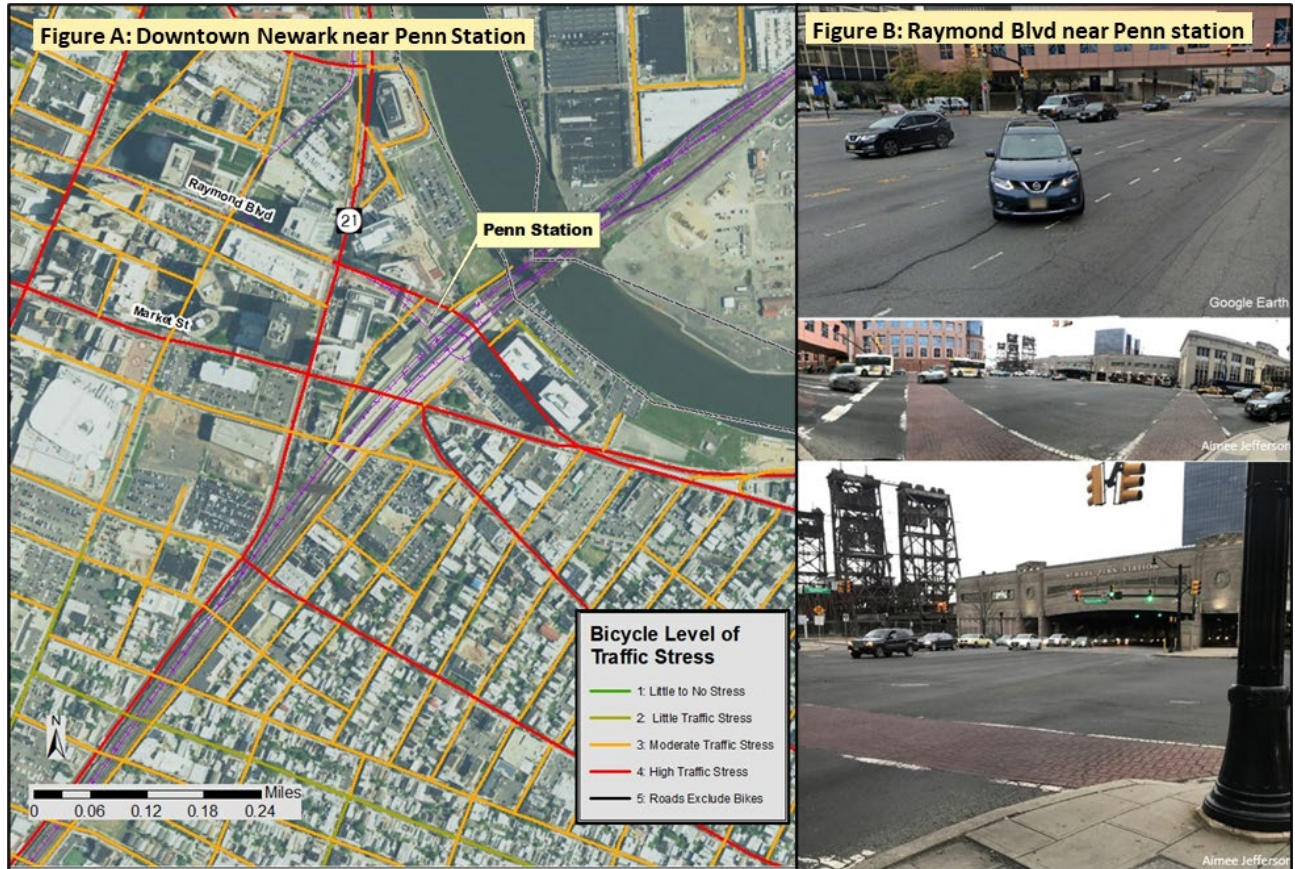 Figure A: Downtown Newark near Penn Station
Raymond Blvd
21
Penn Station
Market St
N
Miles
0 0.06 0.12 0.18 0.24
Bicycle Level of
Traffic Stress
1: Little to No Stress
2: Little Traffic Stress
3: Moderate Traffic Stress
4: High Traffic Stress
5: Roads Exclude Bikes
Figure B: Raymond Blvd near Penn station
Google Earth
Aimee Jefferson
NEWARK PENN STATION
Aimee Jefferson